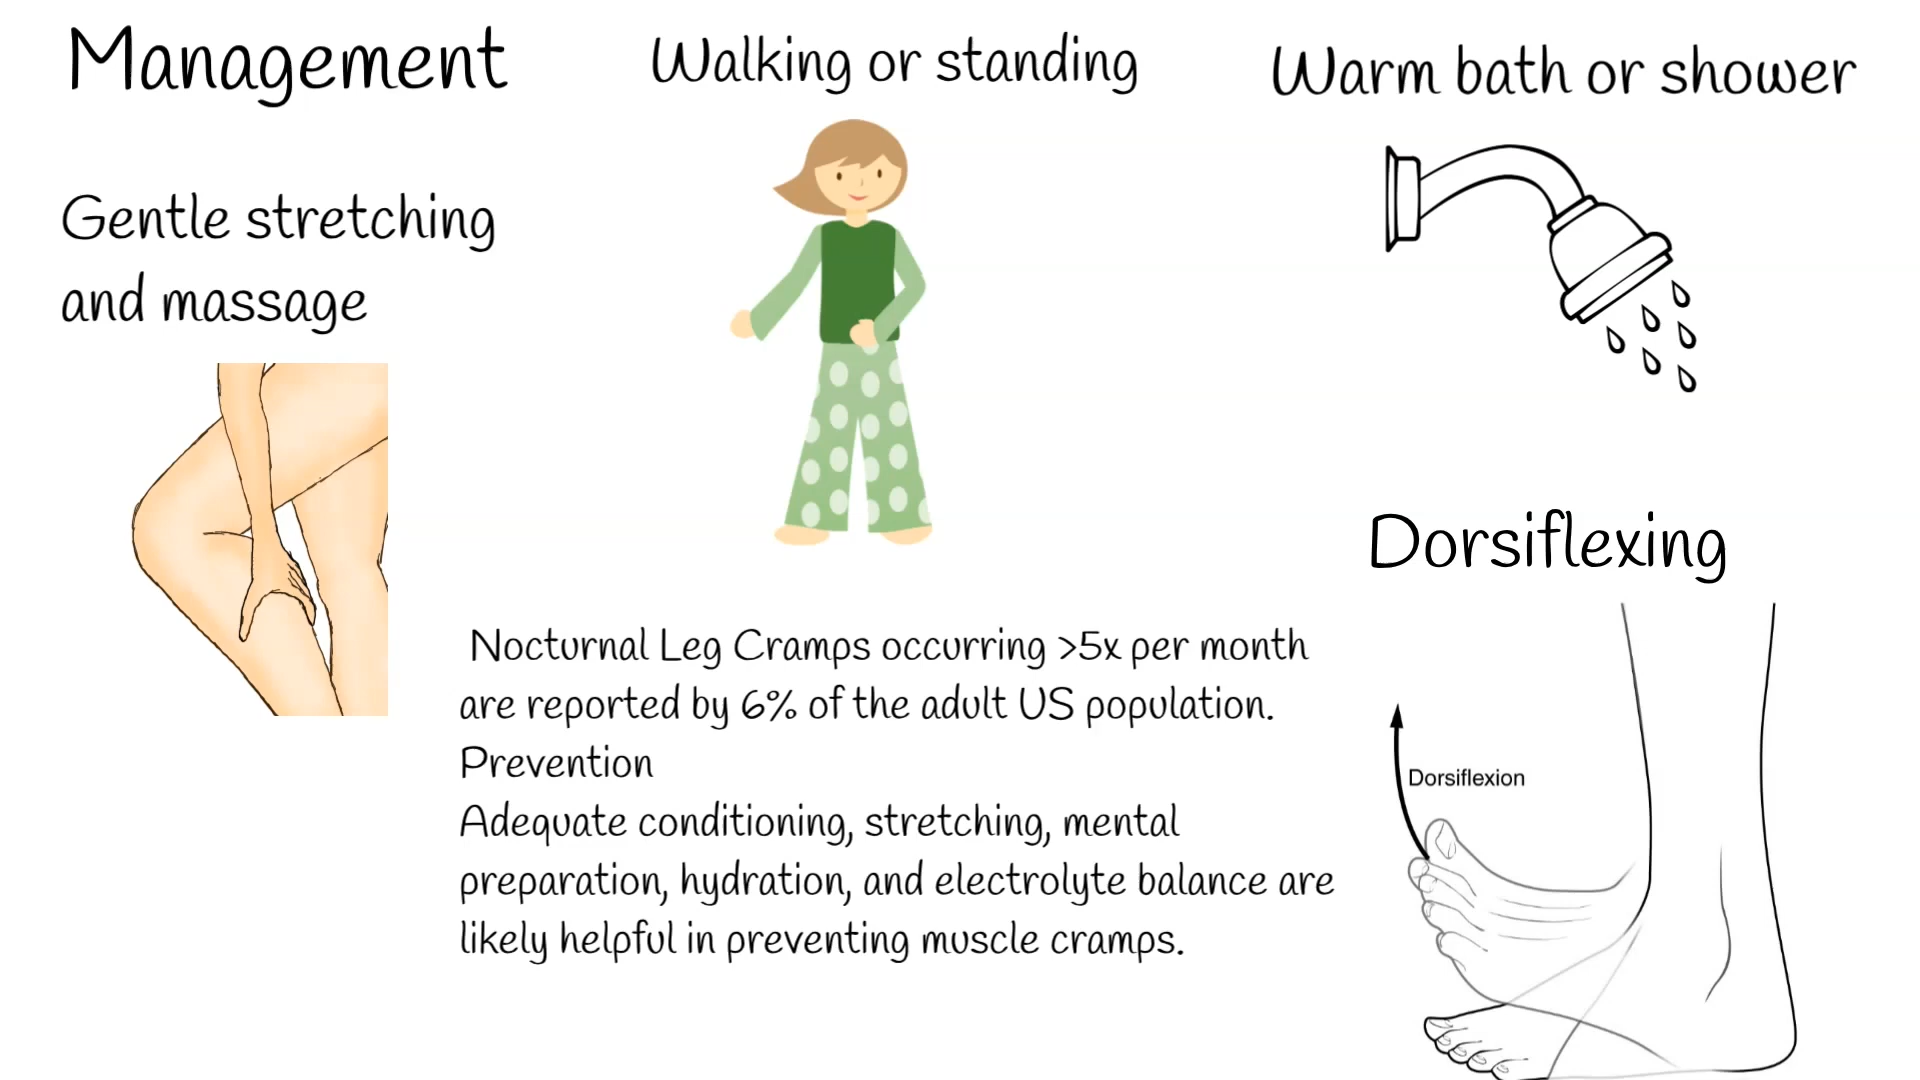 Management
Gentle stretching
and massage
Walking or standing
Warm bath or shower
Nocturnal Leg Cramps occurring >5x per month
are reported by 6% of the adult US population.
Prevention
Adequate conditioning, stretching, mental
preparation, hydration, and electrolyte balance are
likely helpful in preventing muscle cramps.
Dorsiflexing
Dorsiflexion